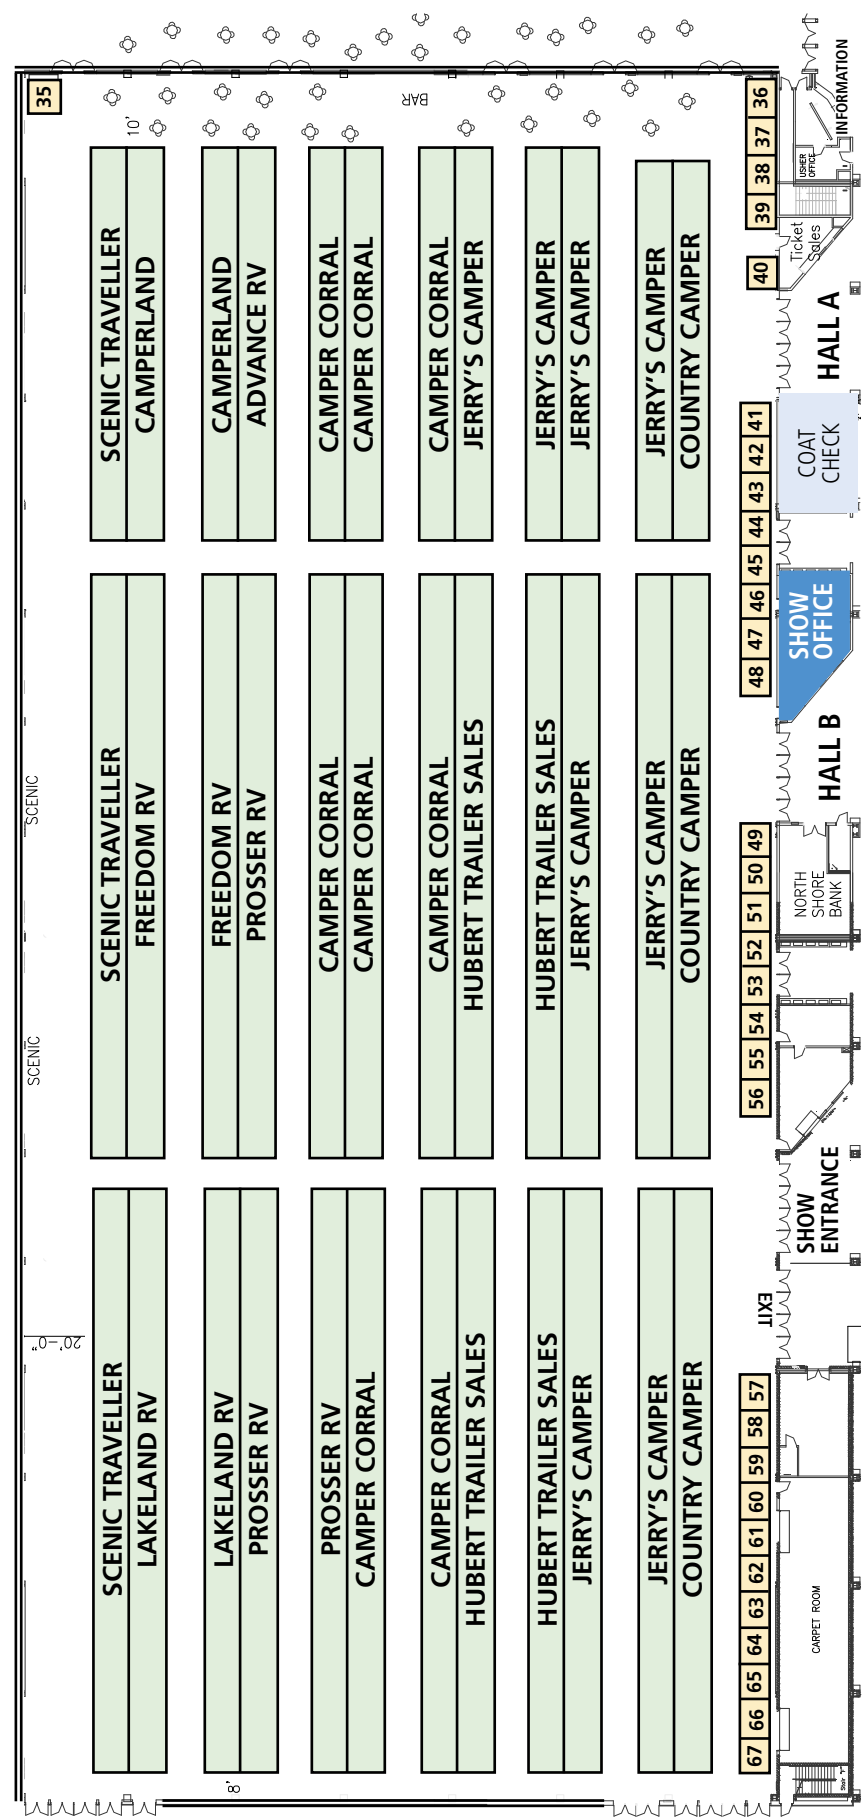 35
10'
BAR
36
37
38
39
40
INFORMATION
USHER
OFFICE
Ticket
Sales
HALL A
SCENIC TRAVELLER
CAMPERLAND
CAMPERLAND
ADVANCE RV
CAMPER CORRAL
CAMPER CORRAL
CAMPER CORRAL
JERRY'S CAMPER
JERRY'S CAMPER
JERRY'S CAMPER
JERRY'S CAMPER
COUNTRY CAMPER
41
42
43
44
45
46
47
48
COAT
CHECK
SHOW
OFFICE
HALL B
SCENIC
SCENIC
SCENIC TRAVELLER
FREEDOM RV
FREEDOM RV
PROSSER RV
CAMPER CORRAL
CAMPER CORRAL
CAMPER CORRAL
HUBERT TRAILER SALES
HUBERT TRAILER SALES
JERRY'S CAMPER
JERRY'S CAMPER
COUNTRY CAMPER
49
50
51
52
53
54
55
56
NORTH
SHORE
BANK
SHOW
ENTRANCE
EXIT
20'-0"
SCENIC TRAVELLER
LAKELAND RV
LAKELAND RV
PROSSER RV
PROSSER RV
CAMPER CORRAL
CAMPER CORRAL
HUBERT TRAILER SALES
HUBERT TRAILER SALES
JERRY'S CAMPER
JERRY'S CAMPER
COUNTRY CAMPER
57
58
59
60
61
62
63
64
65
66
67
CARPET ROOM
8'